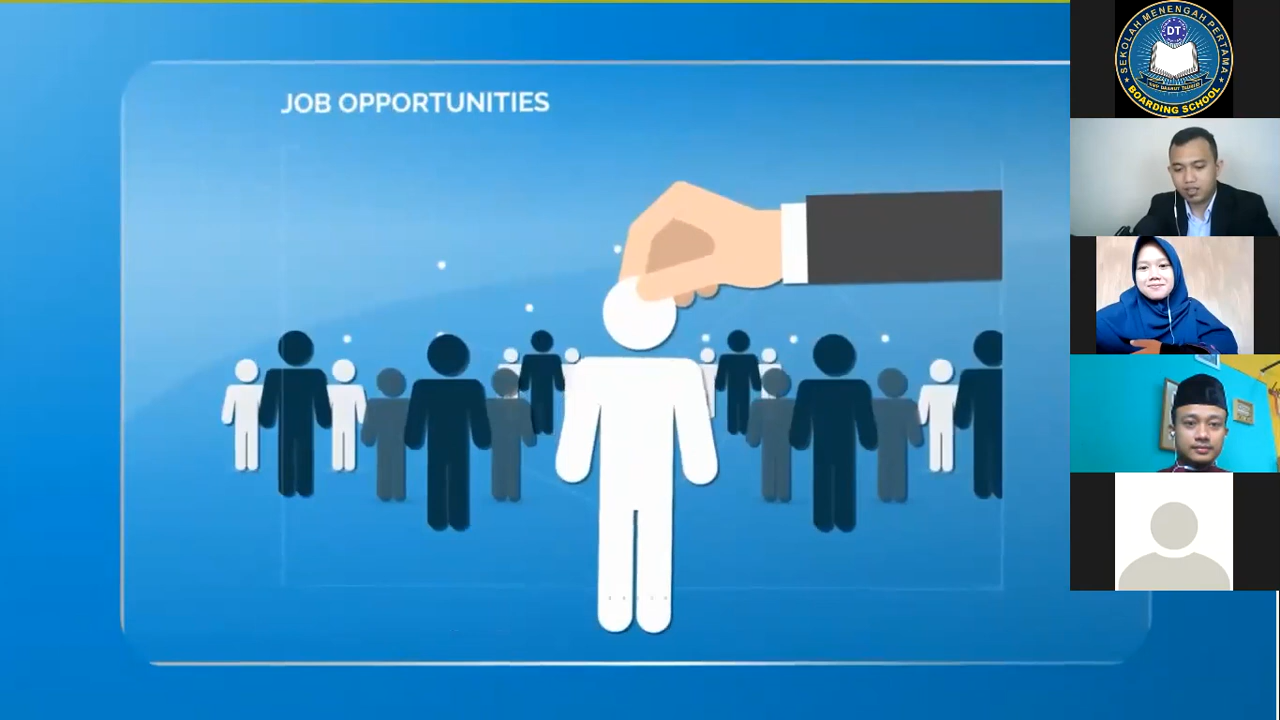 JOB OPPORTUNITIES
SEKOLAH MENENGAH PERTAMA
DT
BOARDING SCHOOL